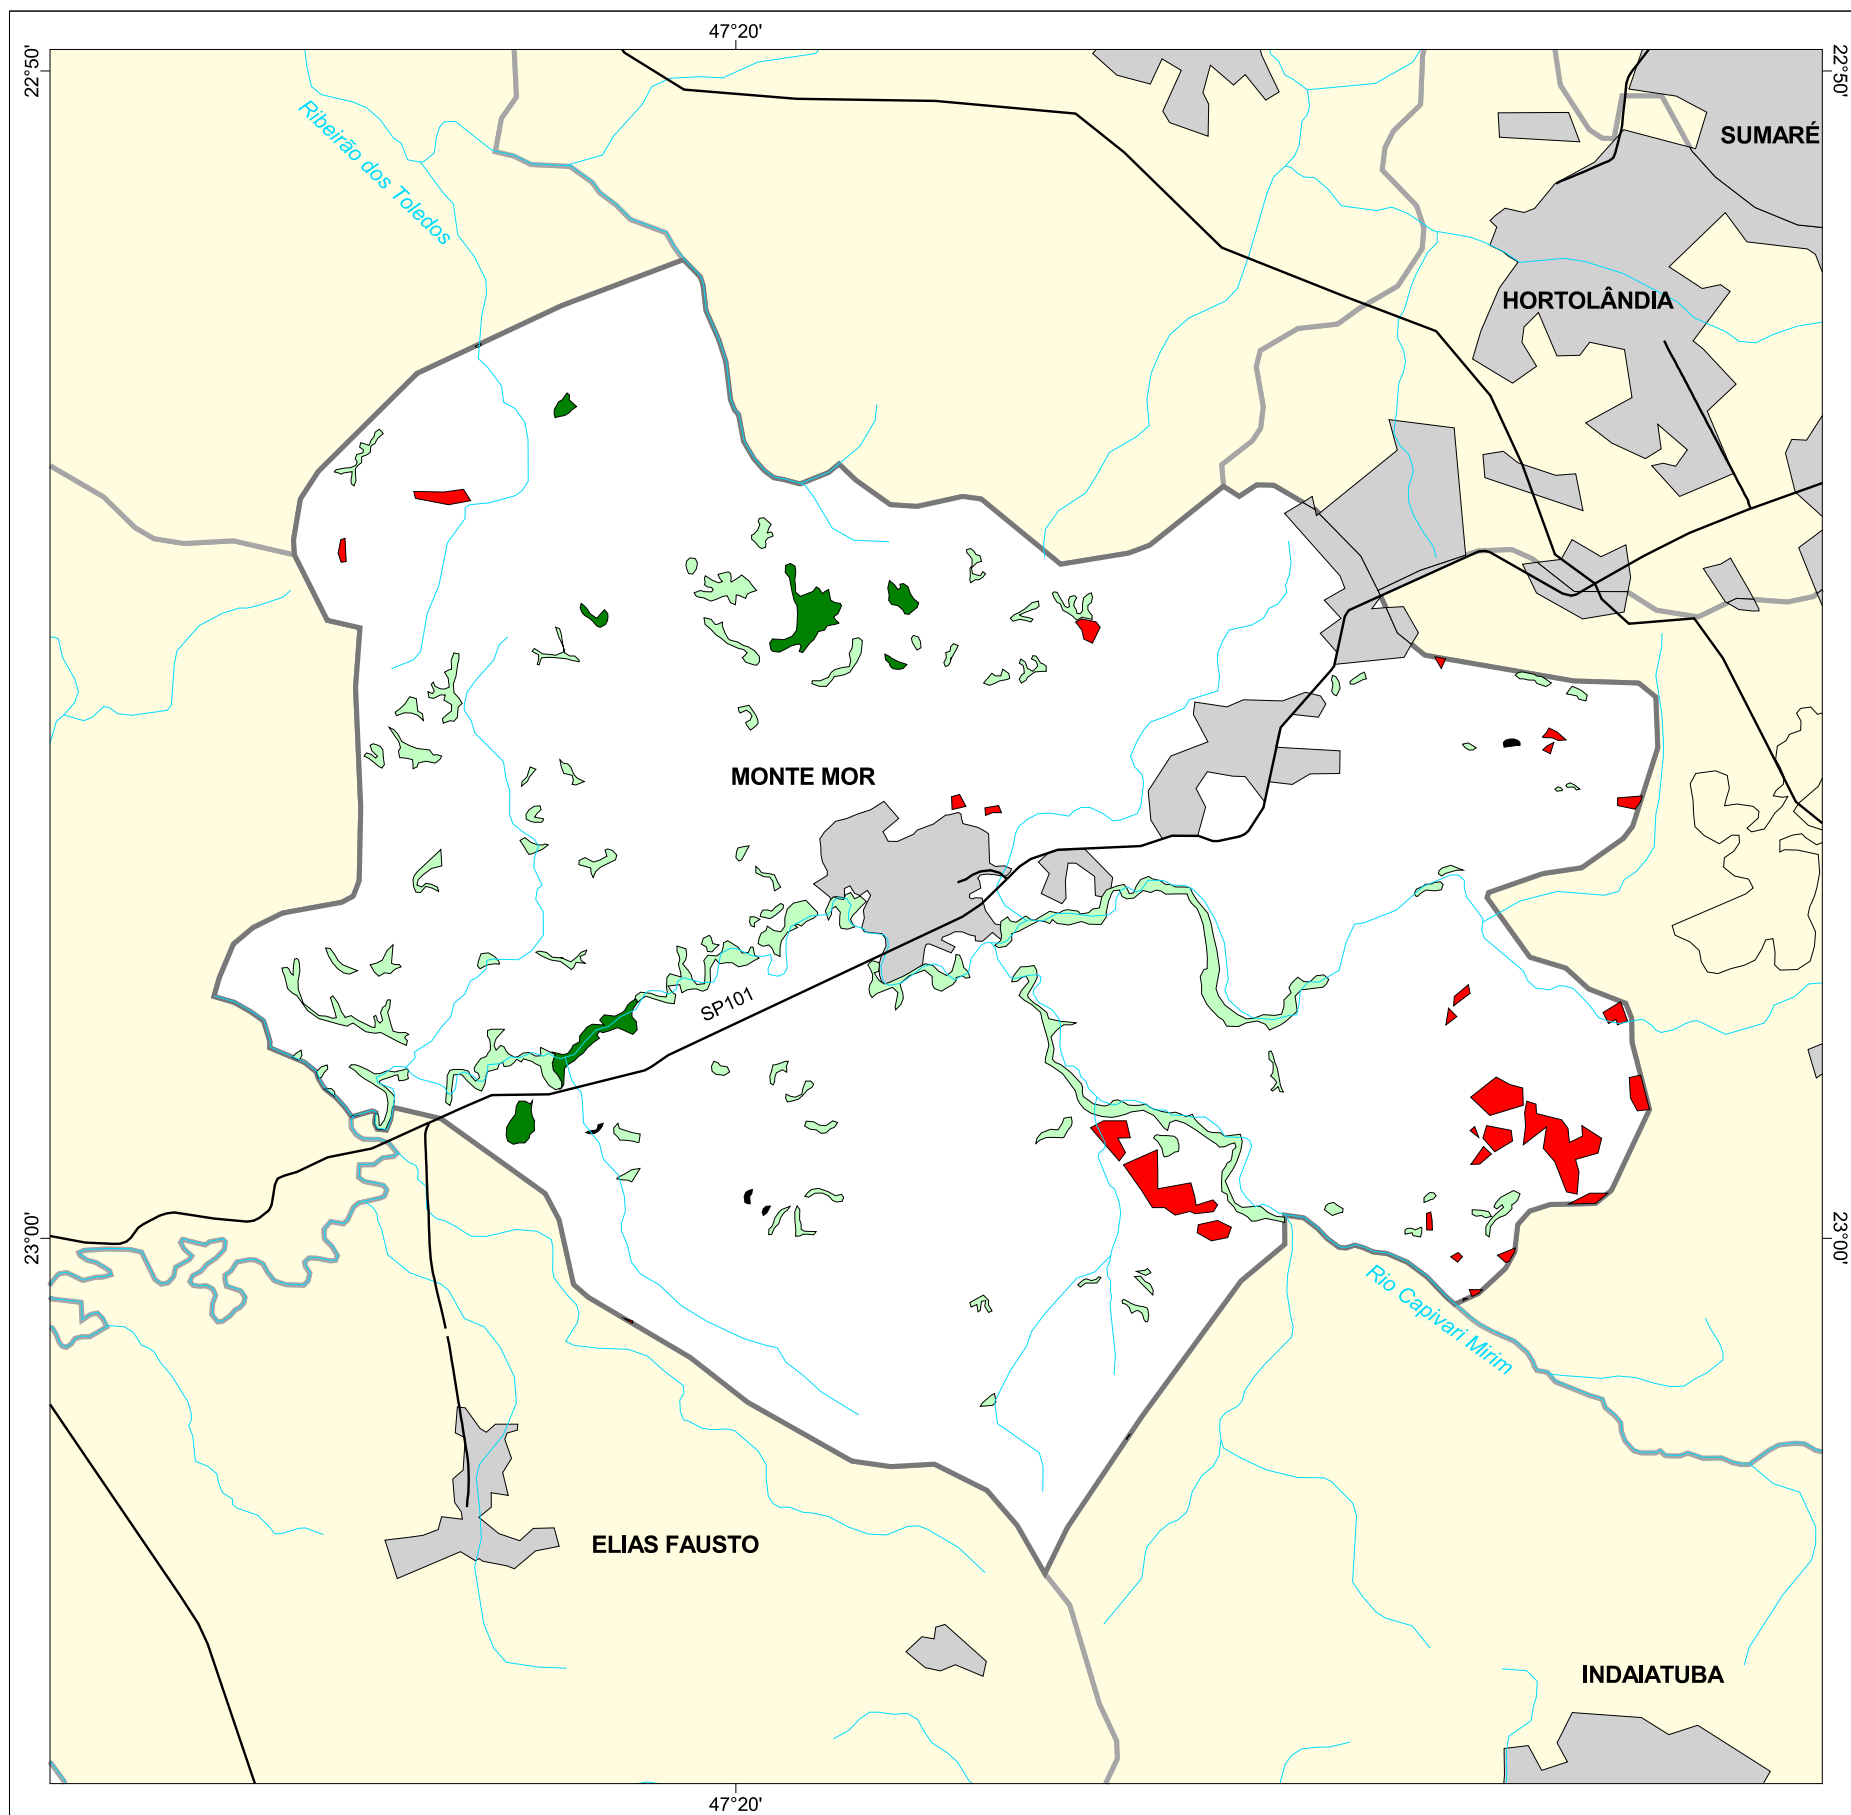 47°20'
22°50'
22°50'
Ribeirão dos Toledos
SUMARÉ
HORTOLÂNDIA
MONTE MOR
SP101
23°00'
23°00'
Rio Capivari Mirim
ELIAS FAUSTO
INDAIATUBA
47°20'